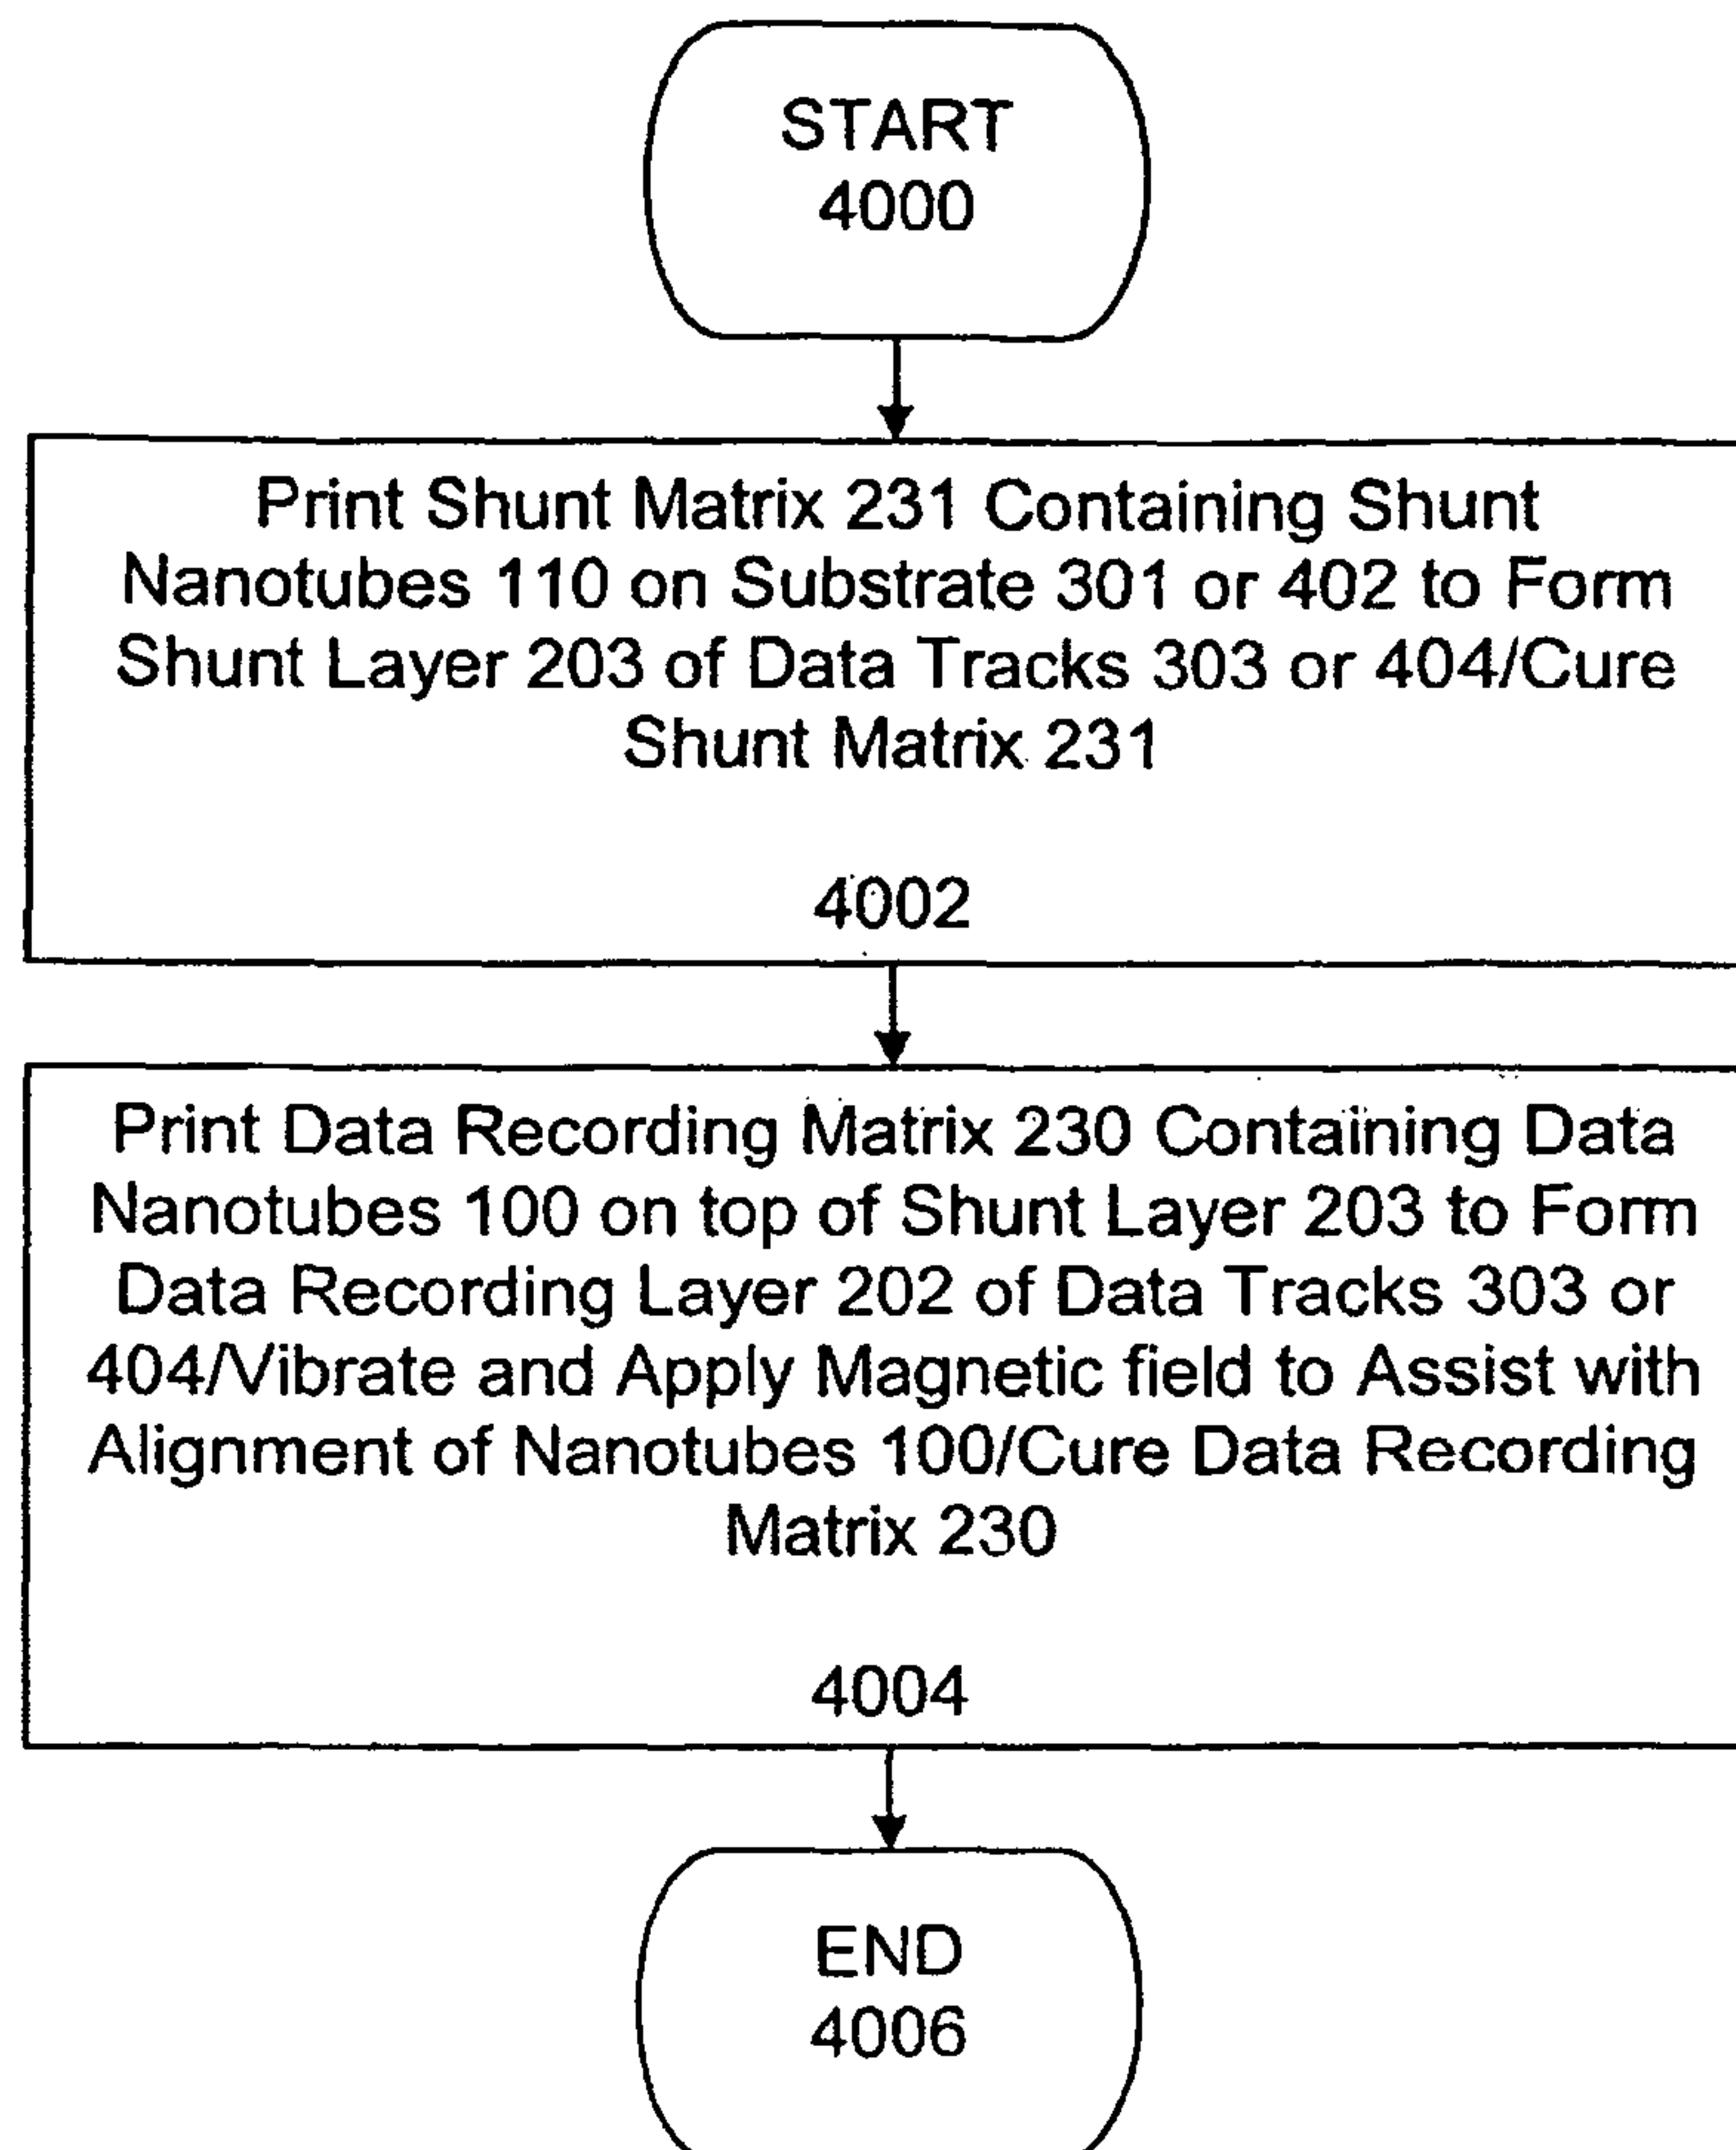 START
4000
Print Shunt Matrix 231 Containing Shunt
Nanotubes 110 on Substrate 301 or 402 to Form
Shunt Layer 203 of Data Tracks 303 or 404/Cure
Shunt Matrix 231
4002
Print Data Recording Matrix 230 Containing Data
Nanotubes 100 on top of Shunt Layer 203 to Form
Data Recording Layer 202 of Data Tracks 303 or
404/Vibrate and Apply Magnetic field to Assist with
Alignment of Nanotubes 100/Cure Data Recording
Matrix 230
4004
END
4006